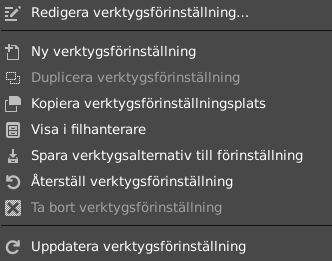 Redigera verktygsförinställning...
Ny verktygsförinställning
Duplicera verktygsförinställning
Kopiera verktygsförinställningsplats
Visa i filhanterare
Spara verktygsalternativ till förinställning
Återställ verktygsförinställning
Ta bort verktygsförinställning
Uppdatera verktygsförinställning